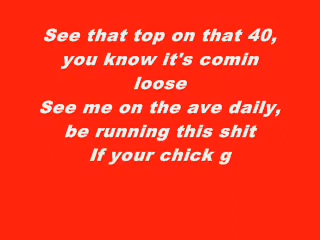 See that top on that 40,
you know it's comin
loose
See me on the ave daily,
be running this shit
If your chick g